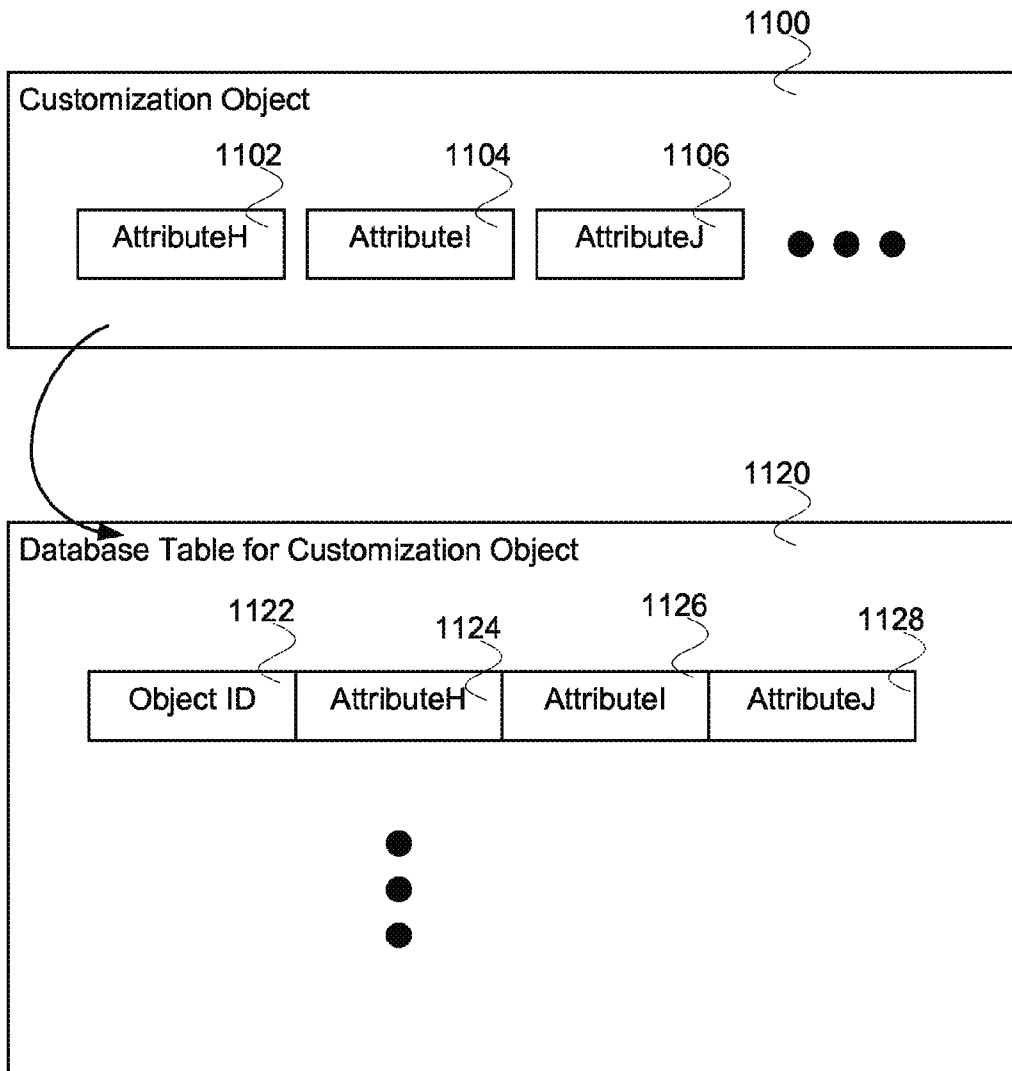 1100
Customization Object
1102 1104 1106
AttributeH AttributeI AttributeJ
1120
Database Table for Customization Object
1122 1124 1126 1128
Object ID AttributeH AttributeI AttributeJ